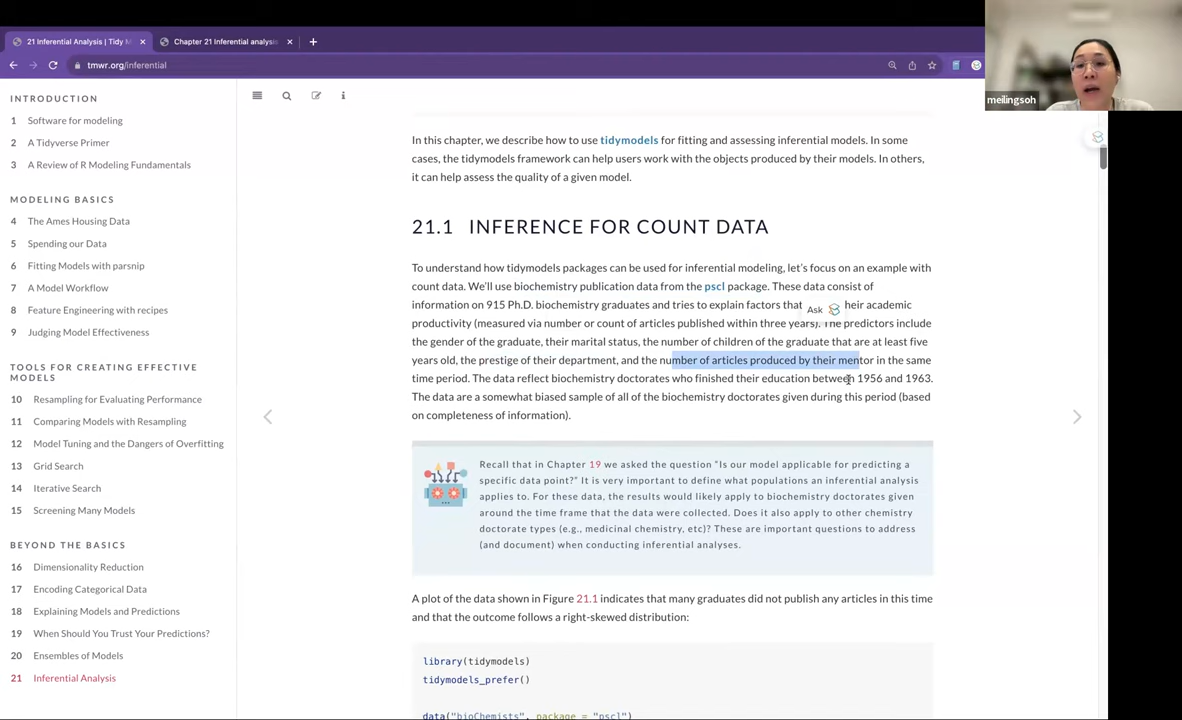 21 Inferential Analysis | Tidy M
Chapter 21 Inferential analysis
tmwr.org/inferential
meilingsoh
INTRODUCTION
1 Software for modeling
2 A Tidyverse Primer
3 A Review of R Modeling Fundamentals
MODELING BASICS
4 The Ames Housing Data
5 Spending our Data
6 Fitting Models with parsnip
7 A Model Workflow
8 Feature Engineering with recipes
9 Judging Model Effectiveness
TOOLS FOR CREATING EFFECTIVE
MODELS
10 Resampling for Evaluating Performance
11 Comparing Models with Resampling
12 Model Tuning and the Dangers of Overfitting
13 Grid Search
14 Iterative Search
15 Screening Many Models
BEYOND THE BASICS
16 Dimensionality Reduction
17 Encoding Categorical Data
18 Explaining Models and Predictions
19 When Should You Trust Your Predictions?
20 Ensembles of Models
21 Inferential Analysis
In this chapter, we describe how to use tidymodels for fitting and assessing inferential models. In some
cases, the tidymodels framework can help users work with the objects produced by their models. In others,
it can help assess the quality of a given model.
21.1 INFERENCE FOR COUNT DATA
To understand how tidymodels packages can be used for inferential modeling, let's focus on an example with
count data. We'll use biochemistry publication data from the pscl package. These data consist of
information on 915 Ph.D. biochemistry graduates and tries to explain factors that heir academic
Ask
productivity (measured via number or count of articles published within three years). The predictors include
the gender of the graduate, their marital status, the number of children of the graduate that are at least five
years old, the prestige of their department, and the number of articles produced by their mentor in the same
time period. The data reflect biochemistry doctorates who finished their education between 1956 and 1963.
The data are a somewhat biased sample of all of the biochemistry doctorates given during this period (based
on completeness of information).
Recall that in Chapter 19 we asked the question "Is our model applicable for predicting a
specific data point?" It is very important to define what populations an inferential analysis
applies to. For these data, the results would likely apply to biochemistry doctorates given
around the time frame that the data were collected. Does it also apply to other chemistry
doctorate types (e.g., medicinal chemistry, etc)? These are important questions to address
(and document) when conducting inferential analyses.
A plot of the data shown in Figure 21.1 indicates that many graduates did not publish any articles in this time
and that the outcome follows a right-skewed distribution:
library(tidymodels)
tidymodels_prefer()
data("bioChemists", package = "pscl")